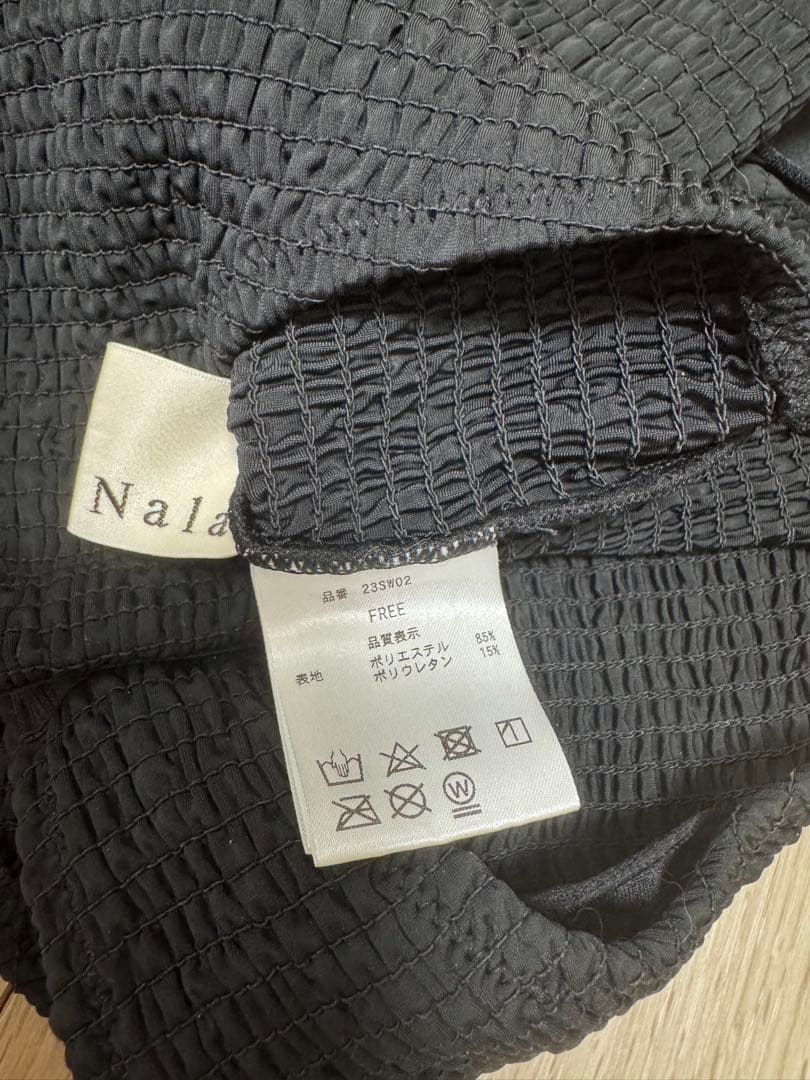 Nala
品番 23SW02
FREE
品質表示
表地 ポリエステル 85%
ポリウレタン 15%
W